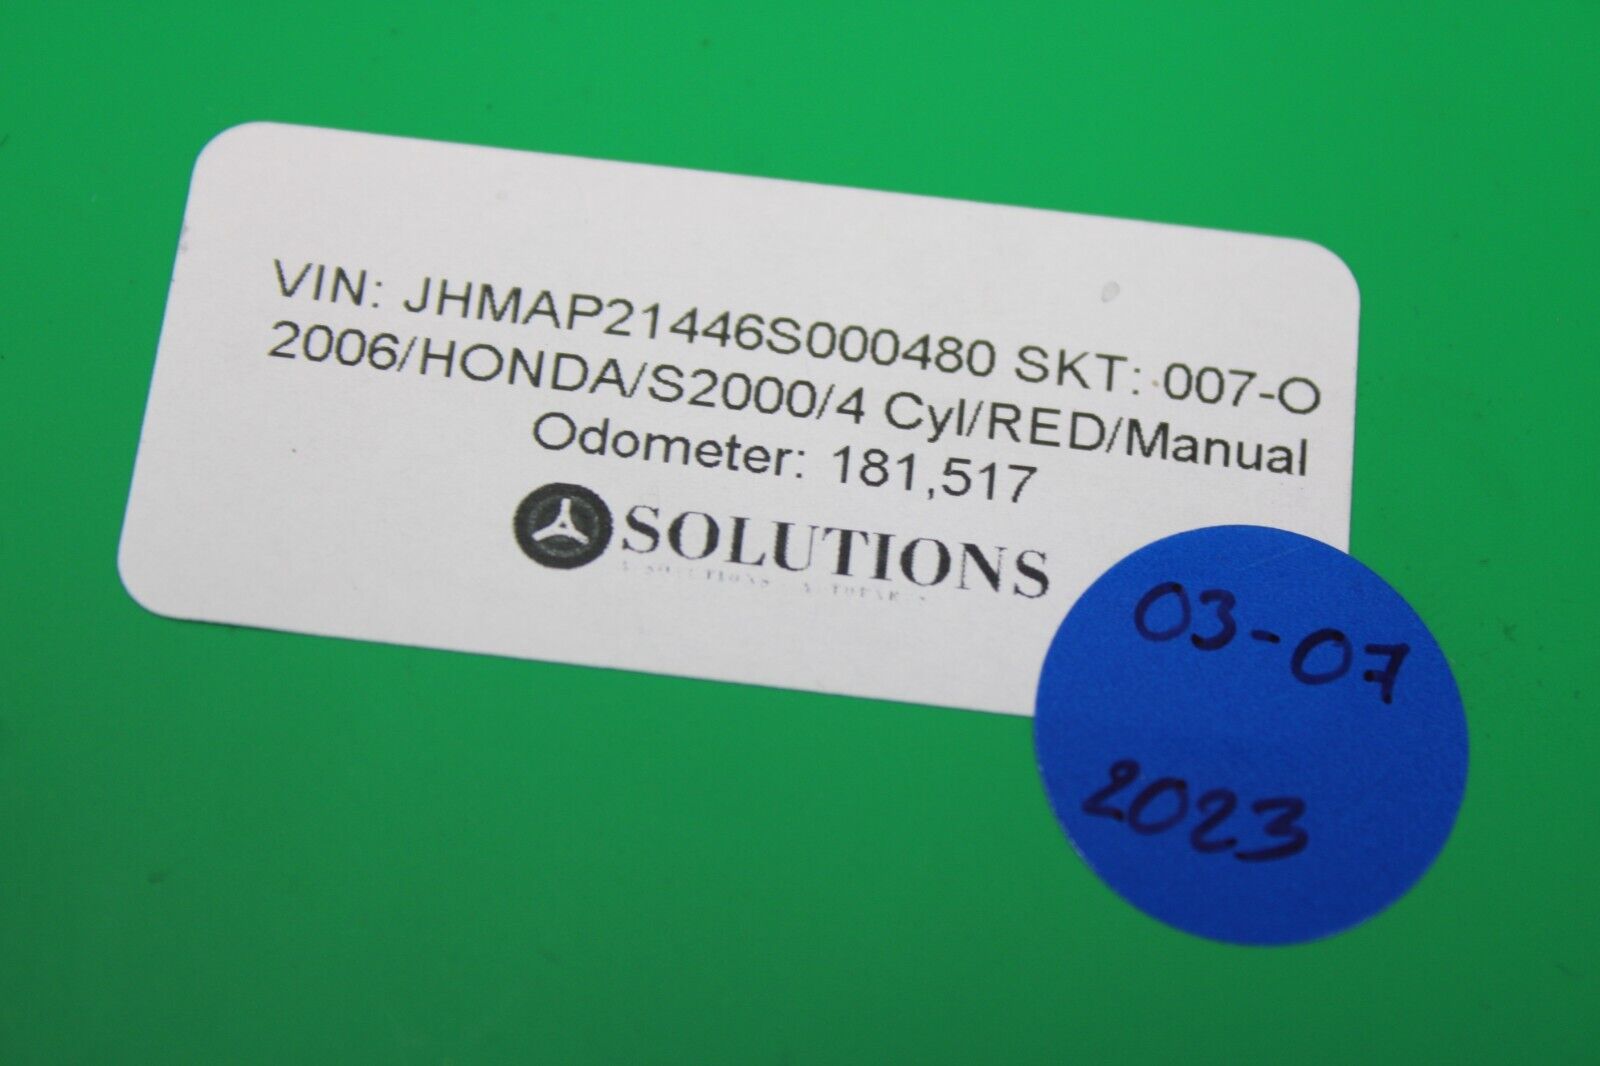 VIN: JHMAP21446S000480 SKT: 007-O
2006/HONDA/S2000/4 Cyl/RED/Manual
Odometer: 181,517
SOLUTIONS
03-07
2023